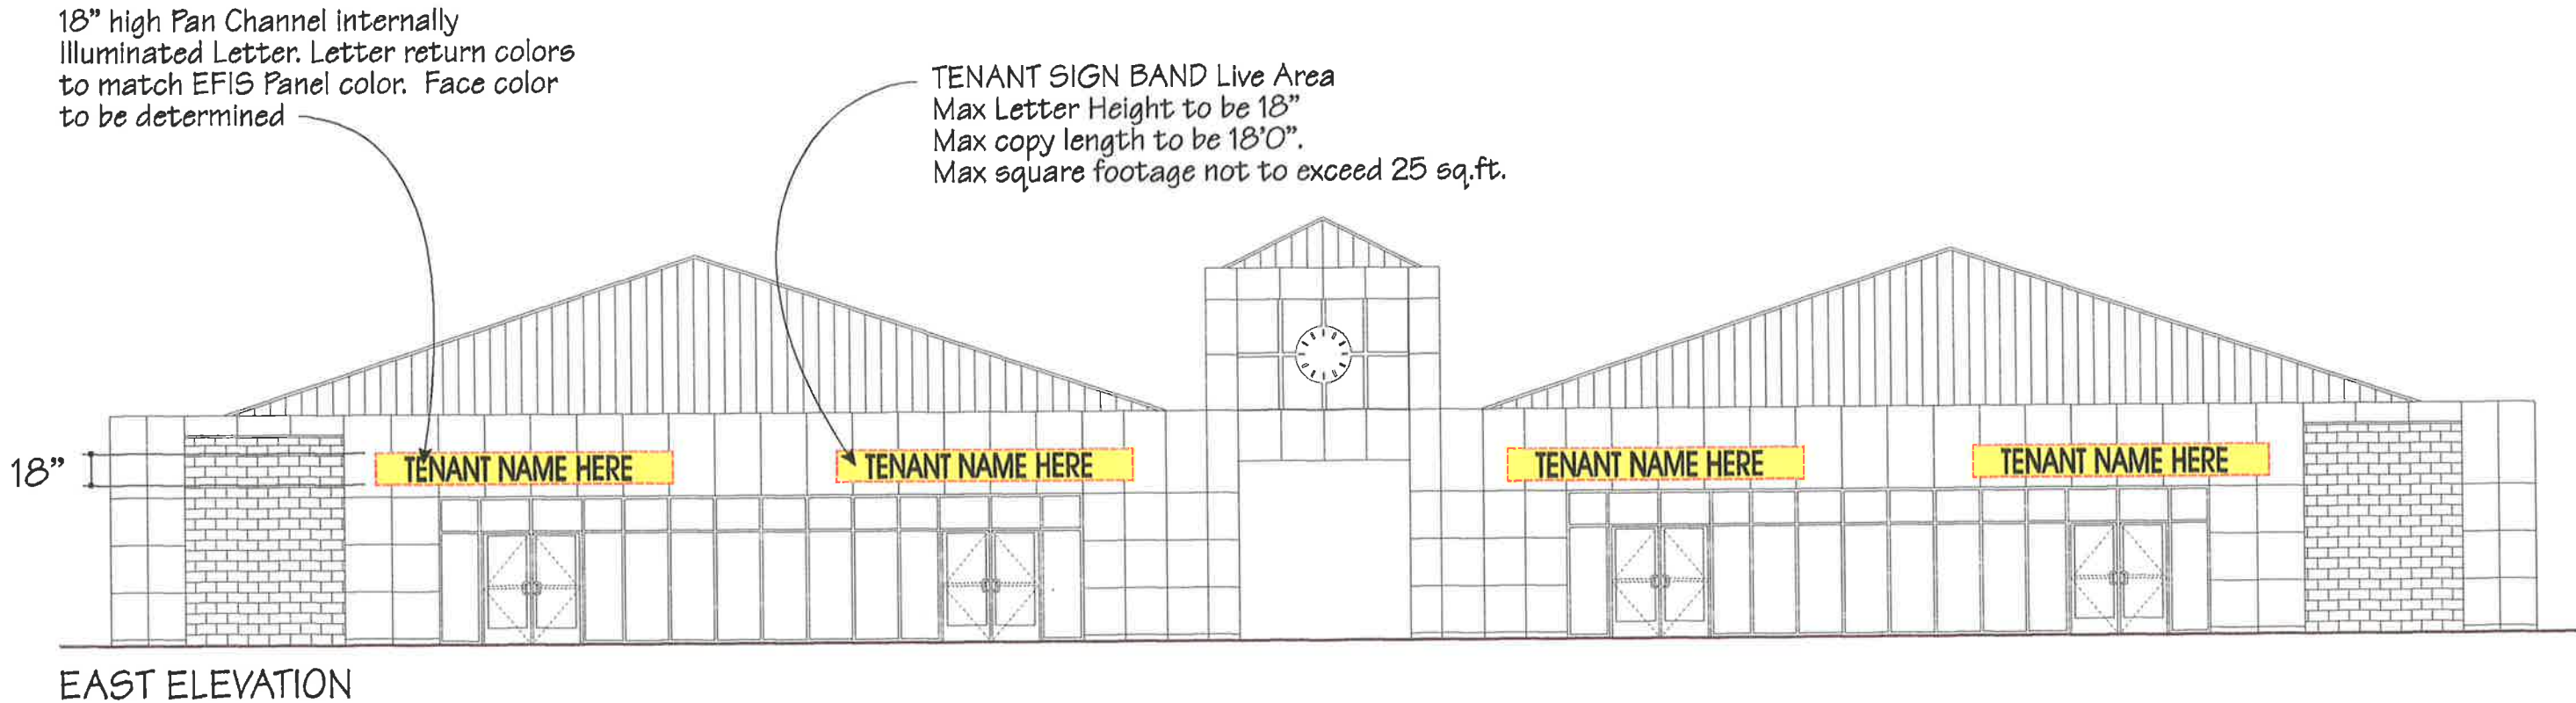 18” high Pan Channel internally
Illuminated Letter. Letter return colors
to match EFIS Panel color. Face color
to be determined
TENANT SIGN BAND Live Area
Max Letter Height to be 18”
Max copy length to be 18’0”.
Max square footage not to exceed 25 sq.ft.
18”
TENANT NAME HERE
TENANT NAME HERE
TENANT NAME HERE
TENANT NAME HERE
EAST ELEVATION